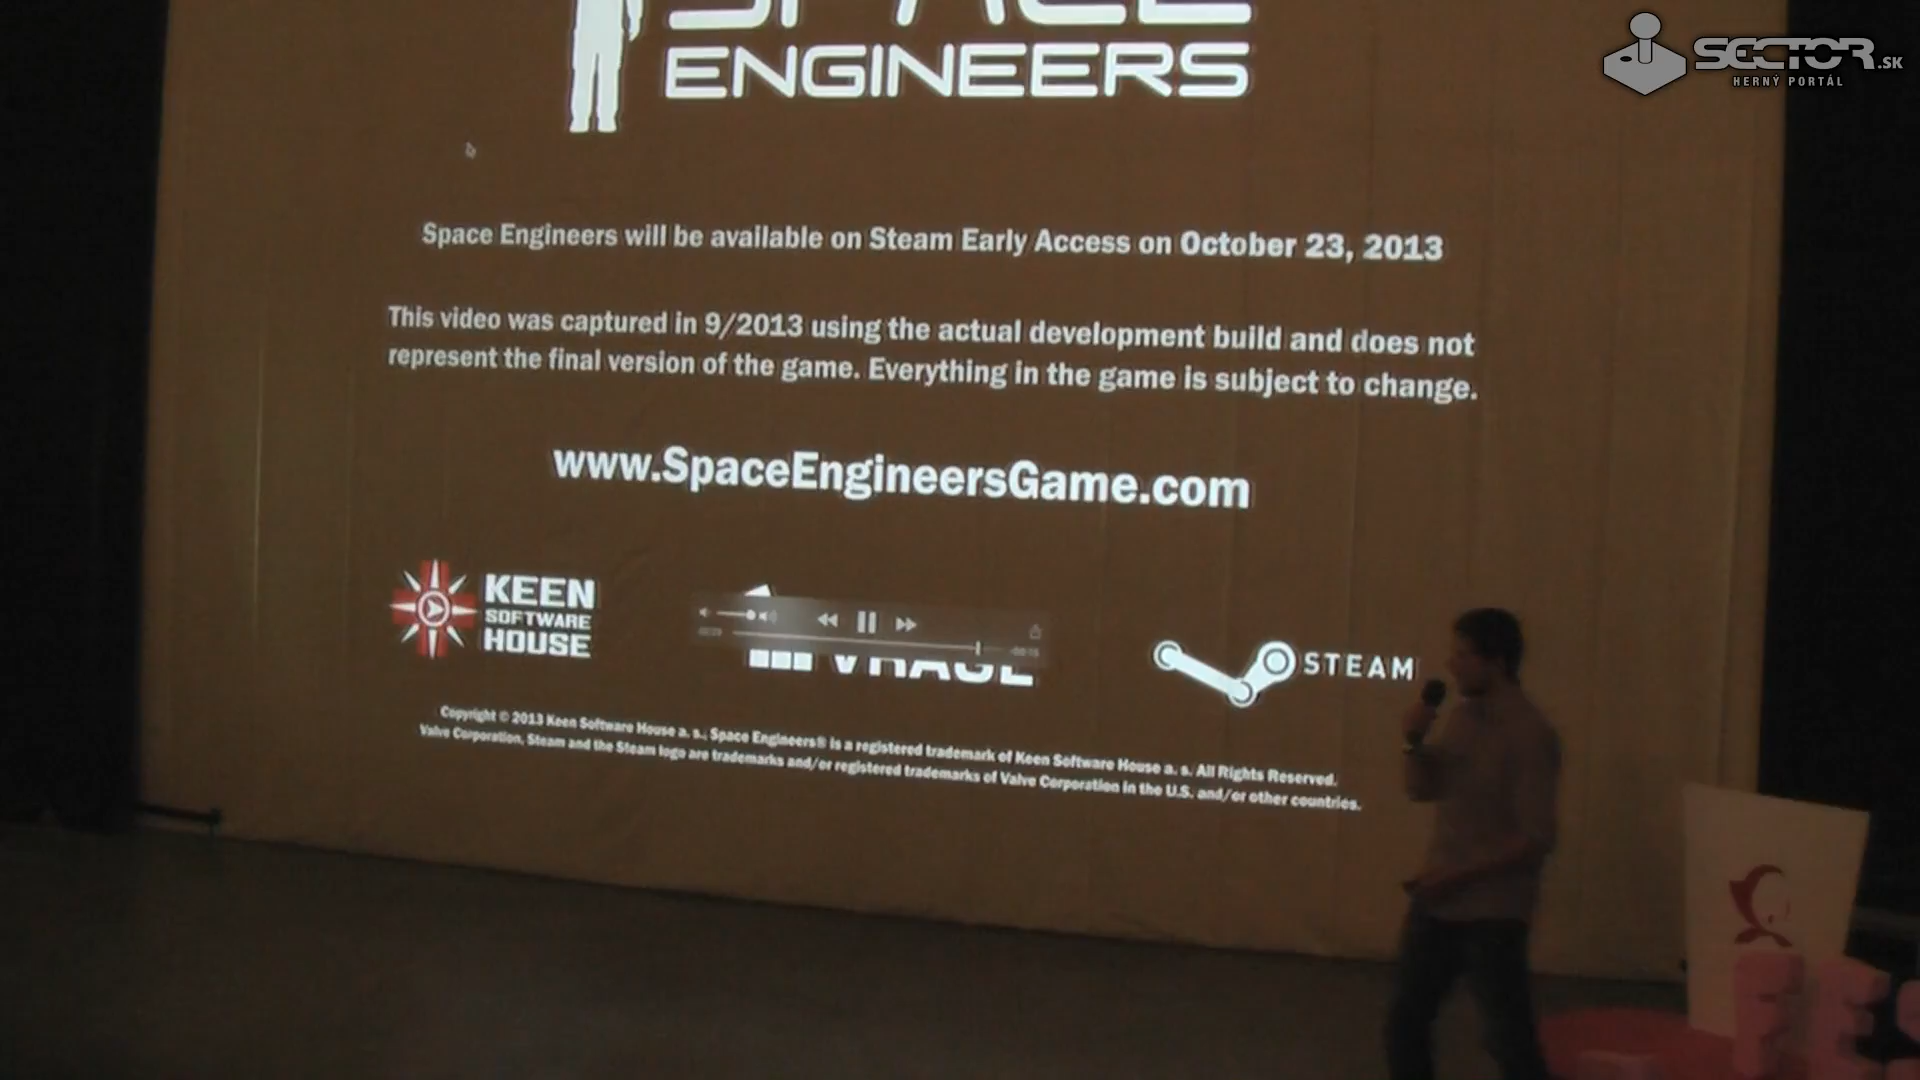 SPACE
ENGINEERS
SECTOR.SK
HERNÝ PORTÁL
Space Engineers will be available on Steam Early Access on October 23, 2013
This video was captured in 9/2013 using the actual development build and does not
represent the final version of the game. Everything in the game is subject to change.
www.SpaceEngineersGame.com
KEEN
SOFTWARE
HOUSE
VRAGE
STEAM
Copyright © 2013 Keen Software House a. s., Space Engineers® is a registered trademark of Keen Software House a. s. All Rights Reserved.
Valve Corporation, Steam and the Steam logo are trademarks and/or registered trademarks of Valve Corporation in the U.S. and/or other countries.